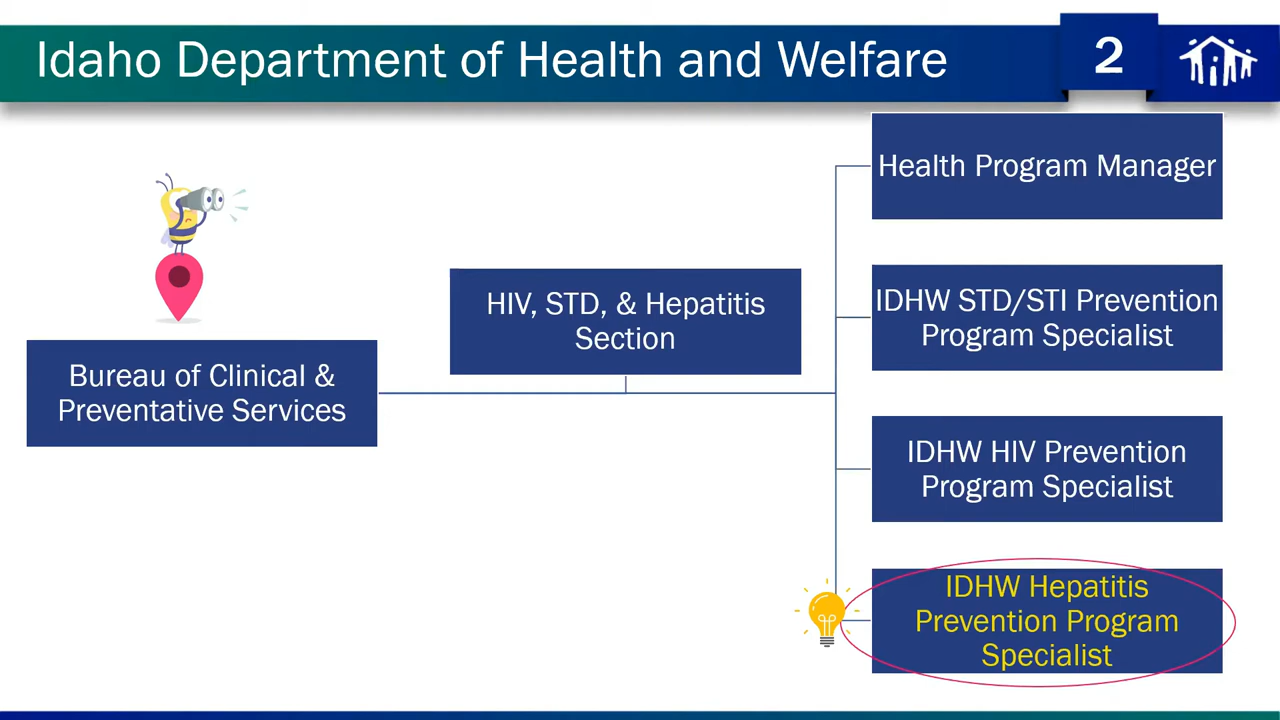 Idaho Department of Health and Welfare
2
Health Program Manager
HIV, STD, & Hepatitis
Section
IDHW STD/STI Prevention
Program Specialist
Bureau of Clinical &
Preventative Services
IDHW HIV Prevention
Program Specialist
IDHW Hepatitis
Prevention Program
Specialist